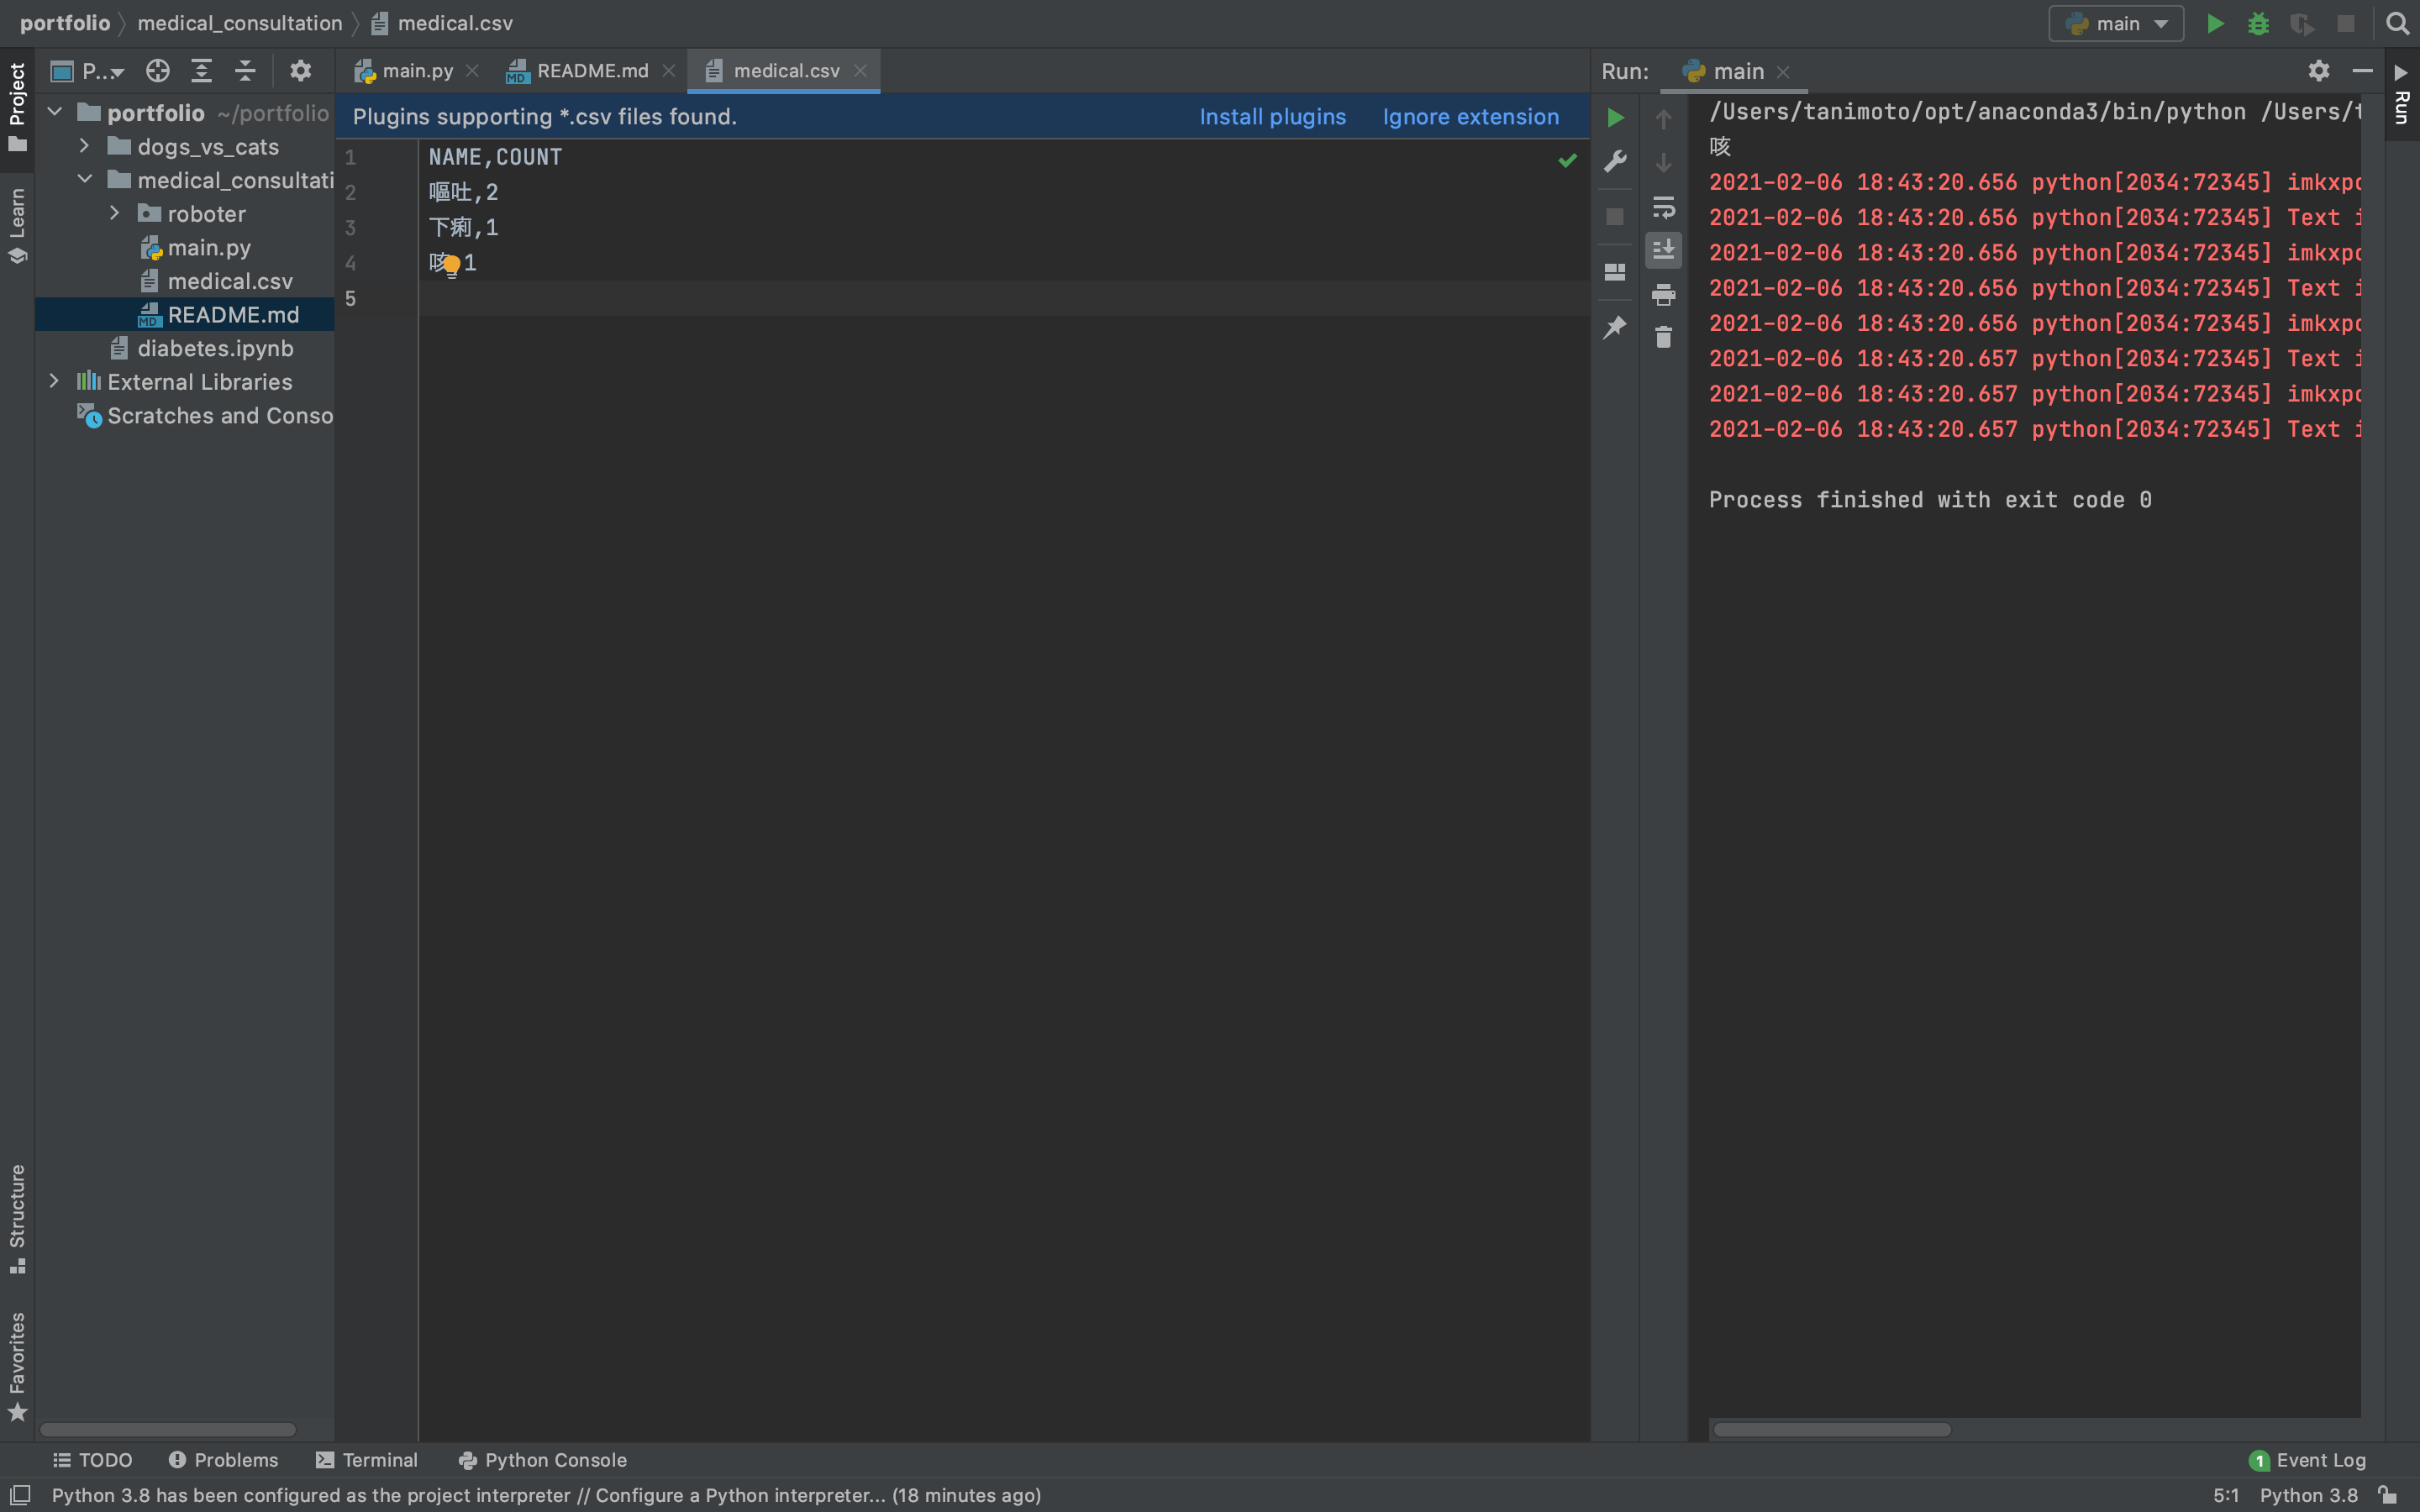 portfolio medical_consultation medical.csv
main
Project
Learn
Structure
Favorites
P...
portfolio ~/portfolio
dogs_vs_cats
medical_consultati
roboter
main.py
medical.csv
README.md
diabetes.ipynb
External Libraries
Scratches and Conso
main.py README.md medical.csv
Plugins supporting *.csv files found. Install plugins Ignore extension
1 NAME,COUNT
2 嘔吐,2
3 下痢,1
4 咳 1
5
Run: main
Run
/Users/tanimoto/opt/anaconda3/bin/python /Users/t
咳
2021-02-06 18:43:20.656 python[2034:72345] imkxpc
2021-02-06 18:43:20.656 python[2034:72345] Text i
2021-02-06 18:43:20.656 python[2034:72345] imkxpc
2021-02-06 18:43:20.656 python[2034:72345] Text i
2021-02-06 18:43:20.656 python[2034:72345] imkxpc
2021-02-06 18:43:20.657 python[2034:72345] Text i
2021-02-06 18:43:20.657 python[2034:72345] imkxpc
2021-02-06 18:43:20.657 python[2034:72345] Text i
Process finished with exit code 0
TODO Problems Terminal Python Console 1 Event Log
Python 3.8 has been configured as the project interpreter // Configure a Python interpreter... (18 minutes ago) 5:1 Python 3.8